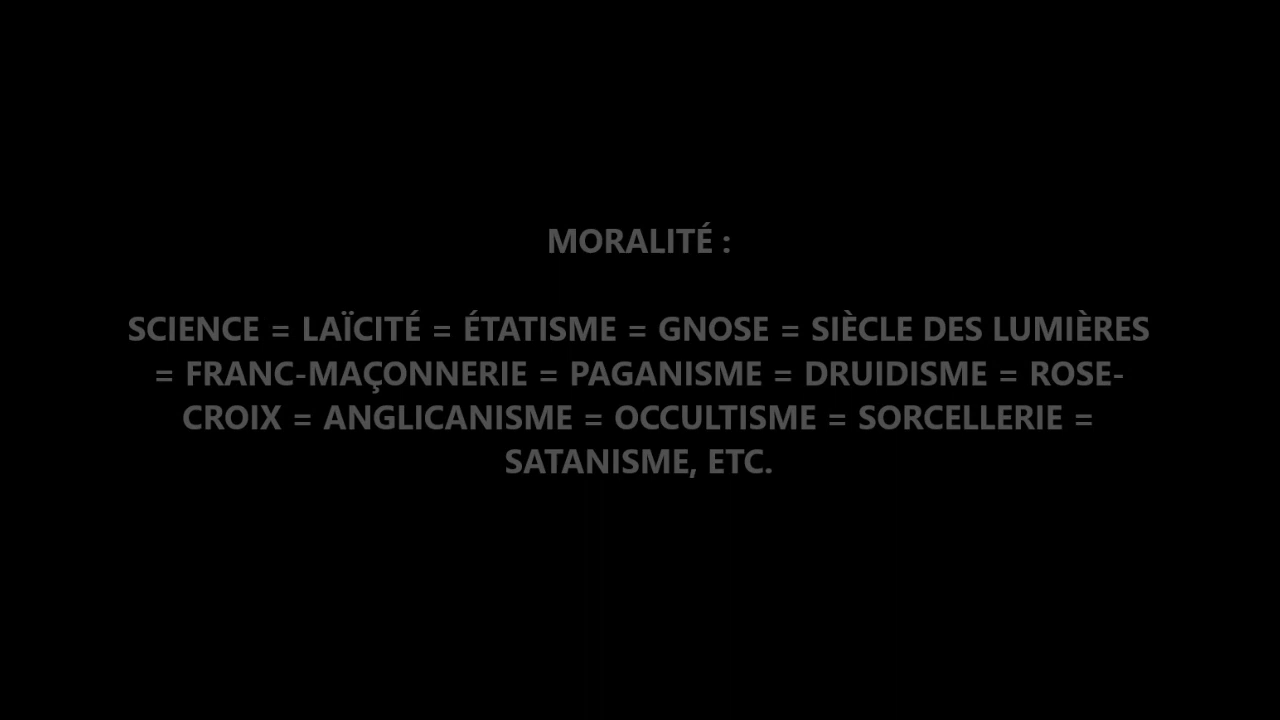 MORALITÉ :
SCIENCE = LAÏCITÉ = ÉTATISME = GNOSE = SIÈCLE DES LUMIÈRES
= FRANC-MAÇONNERIE = PAGANISME = DRUIDISME = ROSE-
CROIX = ANGLICANISME = OCCULTISME = SORCELLERIE =
SATANISME, ETC.